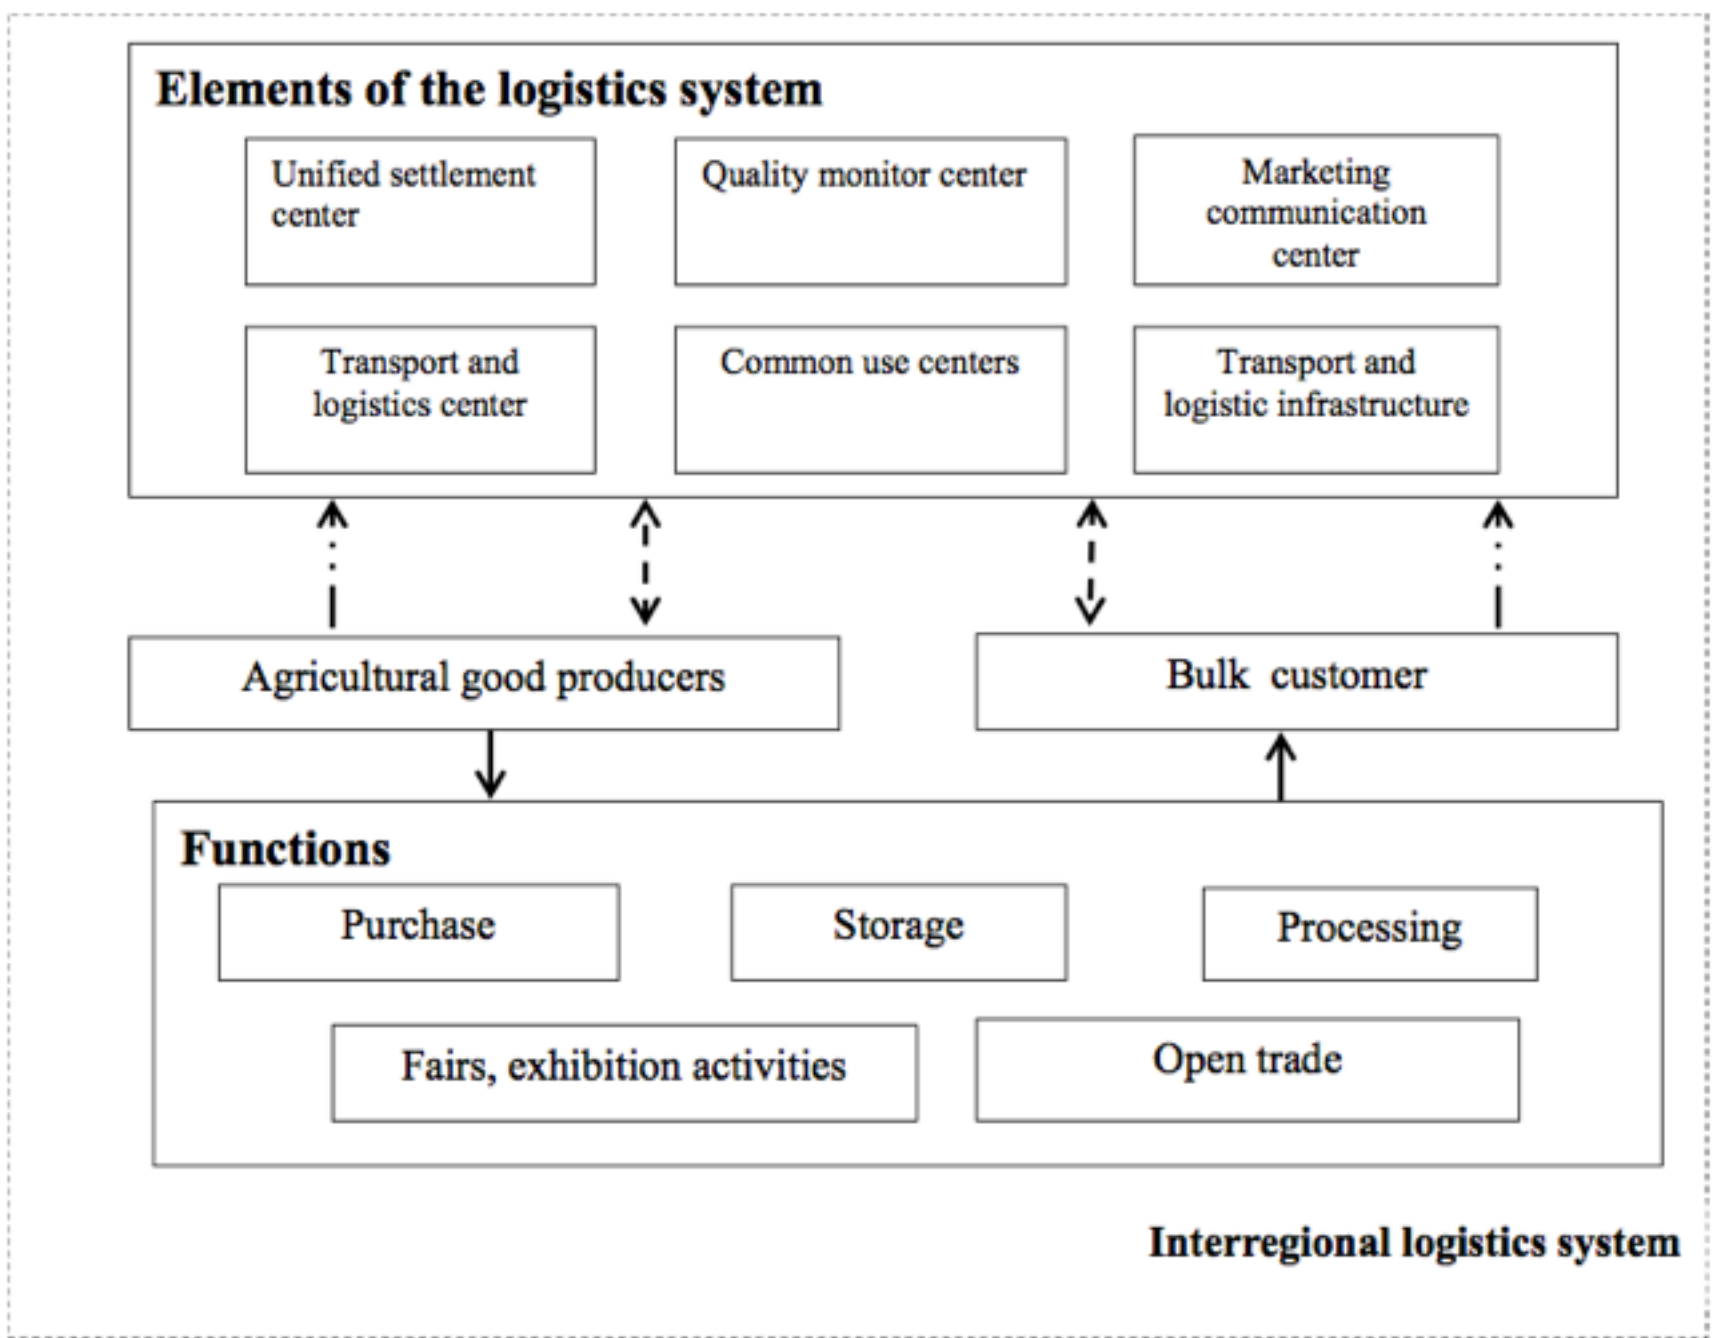 Elements of the logistics system
Unified settlement
center
Quality monitor center
Marketing
communication
center
Transport and
logistics center
Common use centers
Transport and
logistic infrastructure
Agricultural good producers
Bulk customer
Functions
Purchase
Storage
Processing
Fairs, exhibition activities
Open trade
Interregional logistics system